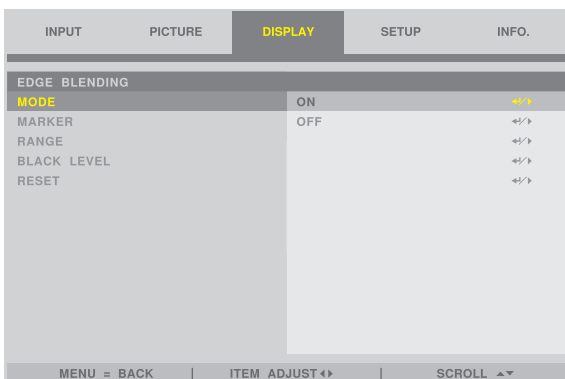 INPUT PICTURE DISPLAY SETUP INFO.
EDGE BLENDING
MODE ON
MARKER OFF
RANGE
BLACK LEVEL
RESET
MENU = BACK | ITEM ADJUST | SCROLL